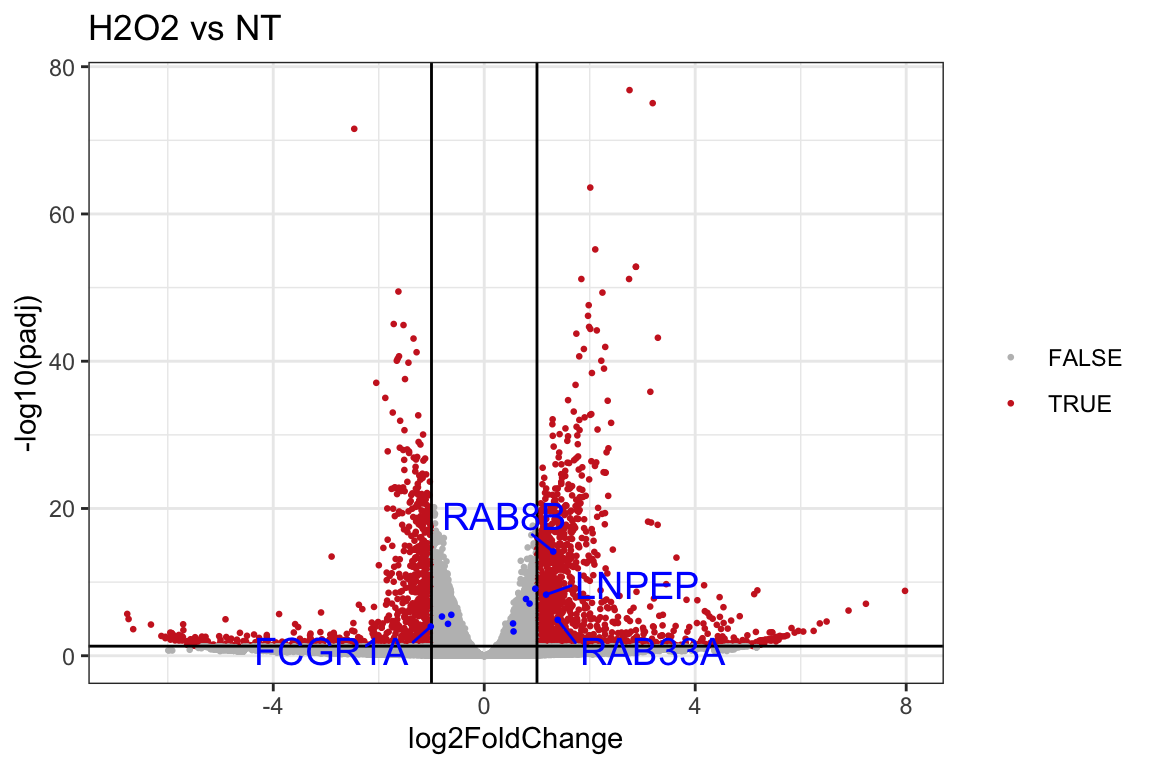 H2O2 vs NT
80
60
40
20
0
-log10(padj)
RAB8B
LNPEP
FCGR1A
RAB33A
-4
0
4
8
log2FoldChange
FALSE
TRUE